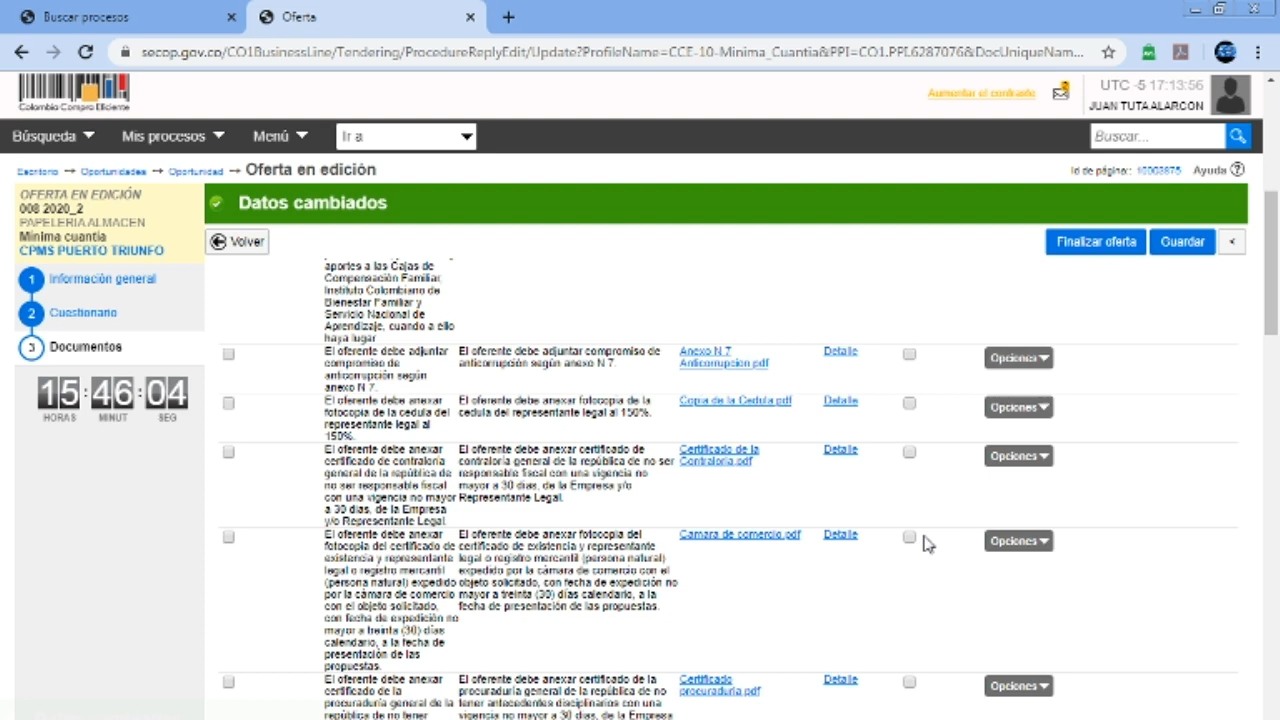 Buscar procesos
Oferta
secop.gov.co/CO1BusinessLine/Tendering/ProcedureReplyEdit/Update?ProfileName=CCE-10-Minima_Cuantia&PPI=CO1.PPI.6287076&DocUniqueNam...
Colombia Compra Eficiente
Aumentar el contraste
UTC -5 17:13:56
JUAN TUTA ALARCON
Búsqueda
Mis procesos
Menú
Ir a
Buscar...
Escritorio → Oportunidades → Oportunidad → Oferta en edición
Id de página:: 10003875 Ayuda
OFERTA EN EDICIÓN
008 2020_2
PAPELERIA ALMACEN
Mínima cuantía
CPMS PUERTO TRIUNFO
Datos cambiados
Volver
Finalizar oferta
Guardar
<
1 Información general
2 Cuestionario
3 Documentos
15:46:04
HORAS MINUT SEG
aportes a las Cajas de
Compensación Familiar,
Instituto Colombiano de
Bienestar Familiar y
Servicio Nacional de
Aprendizaje, cuando a ello
haya lugar
El oferente debe adjuntar
compromiso de
anticorrupción según
anexo N 7.
El oferente debe adjuntar compromiso de
anticorrupción según anexo N 7.
Anexo N 7
Anticorrupcion.pdf
Detalle
Opciones
El oferente debe anexar
fotocopia de la cedula del
representante legal al
150%.
El oferente debe anexar fotocopia de la
cedula del representante legal al 150%.
Copia de la Cedula.pdf
Detalle
Opciones
El oferente debe anexar
certificado de contraloría
general de la república de
no ser responsable fiscal
con una vigencia no mayor
a 30 días, de la Empresa
y/o Representante Legal
El oferente debe anexar certificado de
contraloría general de la república de no ser
responsable fiscal con una vigencia no
mayor a 30 días, de la Empresa y/o
Representante Legal.
Certificado de la
Contraloria.pdf
Detalle
Opciones
El oferente debe anexar
fotocopia del certificado de
existencia y representante
legal o registro mercantil
(persona natural) expedido
por la cámara de comercio
con el objeto solicitado,
con fecha de expedición no
mayor a treinta (30) días
calendario, a la fecha de
presentación de las
propuestas.
El oferente debe anexar fotocopia del
certificado de existencia y representante
legal o registro mercantil (persona natural)
expedido por la cámara de comercio con el
objeto solicitado, con fecha de expedición no
mayor a treinta (30) días calendario, a la
fecha de presentación de las propuestas.
Camara de comercio.pdf
Detalle
Opciones
El oferente debe anexar
certificado de la
procuraduría general de la
república de no tener
El oferente debe anexar certificado de la
procuraduría general de la república de no
tener antecedentes disciplinarios con una
vigencia no mayor a 30 días, de la Empresa
Certificado
procuraduria.pdf
Detalle
Opciones